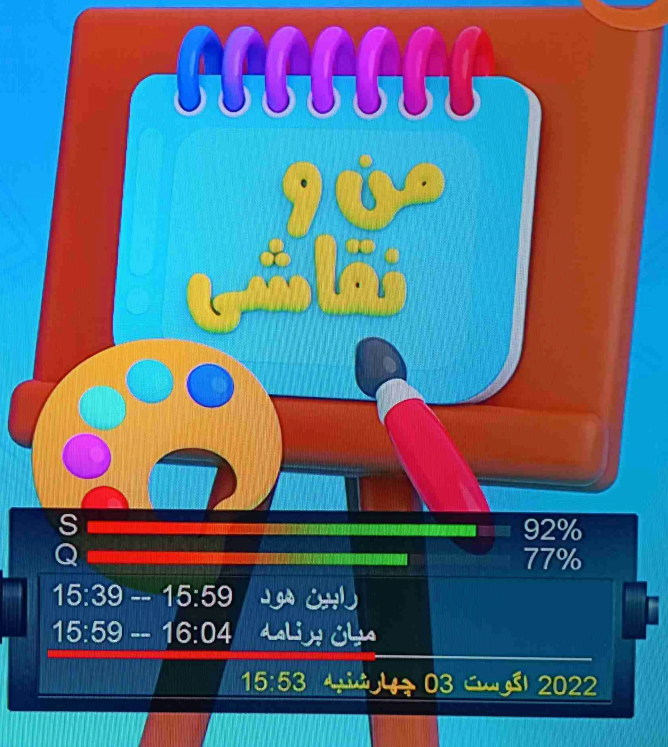 من و
نقاشی
S 92%
Q 77%
15:39 -- 15:59 رابین هود
15:59 -- 16:04 میان برنامه
15:53 چهارشنبه 03 اگوست 2022